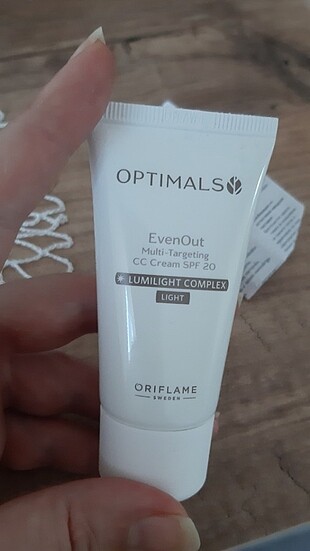 OPTIMALS
EvenOut
Multi-Targeting
CC Cream SPF 20
LUMILIGHT COMPLEX
LIGHT
ORIFLAME
SWEDEN